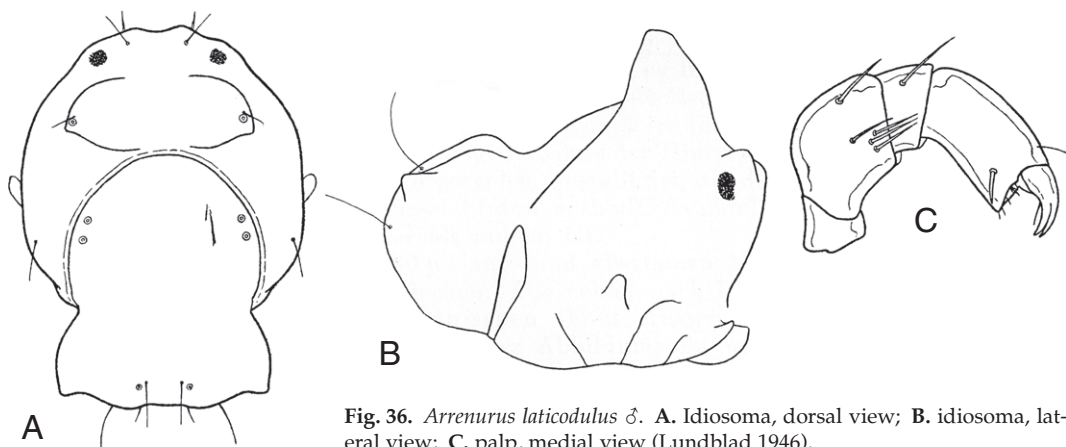 A
B
C
Fig. 36. Arrenurus laticodulus ♂. A. Idiosoma, dorsal view; B. idiosoma, lat-
eral view; C. palp, medial view (Lundblad 1946).